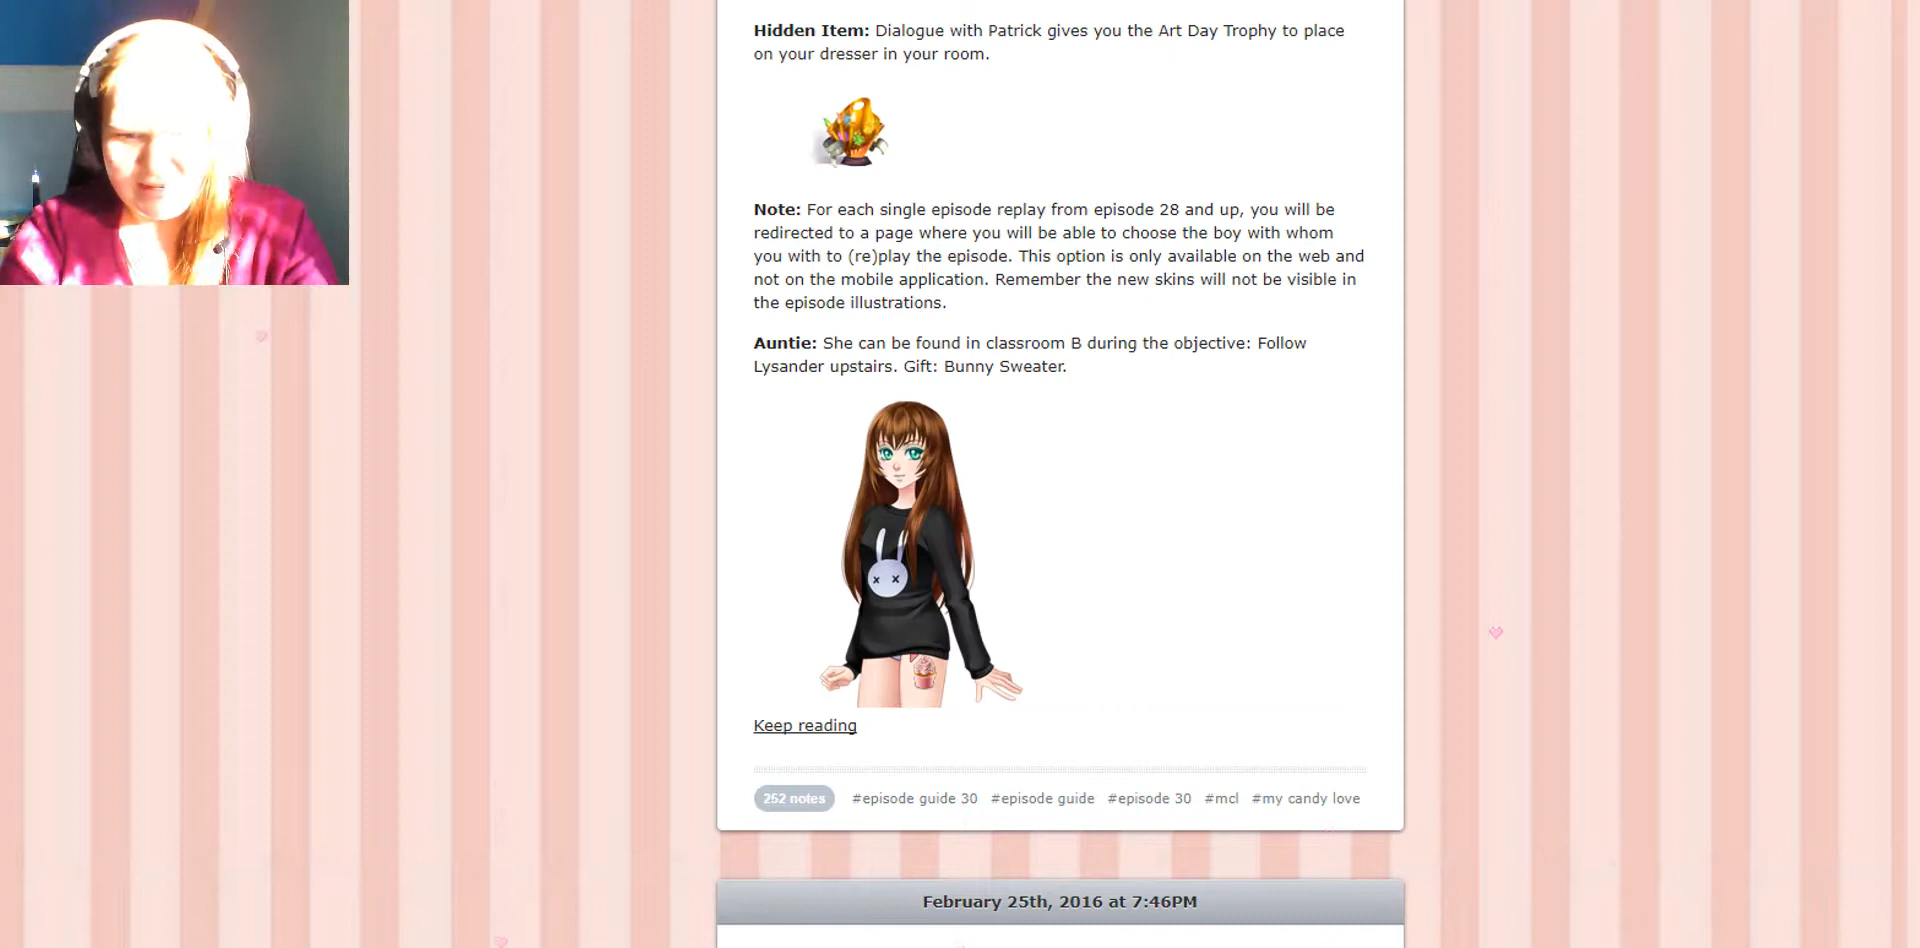 Hidden Item: Dialogue with Patrick gives you the Art Day Trophy to place
on your dresser in your room.
Note: For each single episode replay from episode 28 and up, you will be
redirected to a page where you will be able to choose the boy with whom
you with to (re)play the episode. This option is only available on the web and
not on the mobile application. Remember the new skins will not be visible in
the episode illustrations.
Auntie: She can be found in classroom B during the objective: Follow
Lysander upstairs. Gift: Bunny Sweater.
Keep reading
252 notes #episode guide 30 #episode guide #episode 30 #mcl #my candy love
February 25th, 2016 at 7:46PM